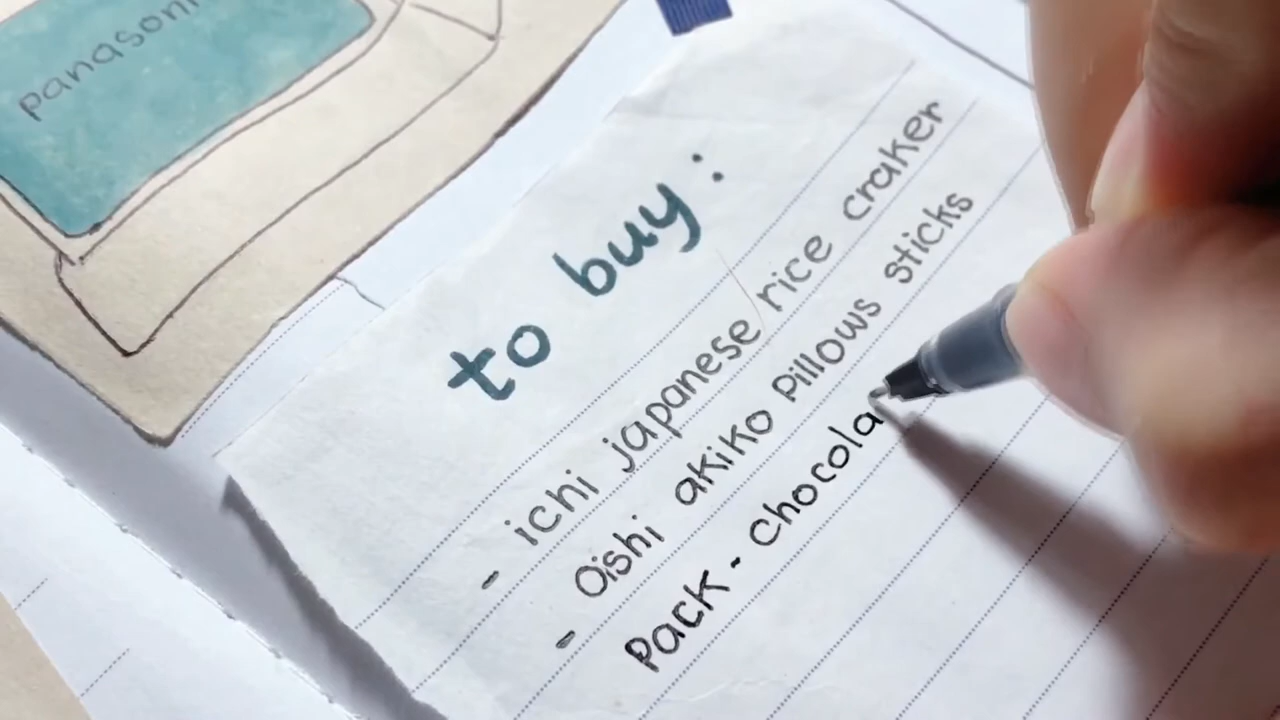 panasoni
to buy:
- ichi japanese rice craker
- Oishi akiko pillows sticks
pack - chocola